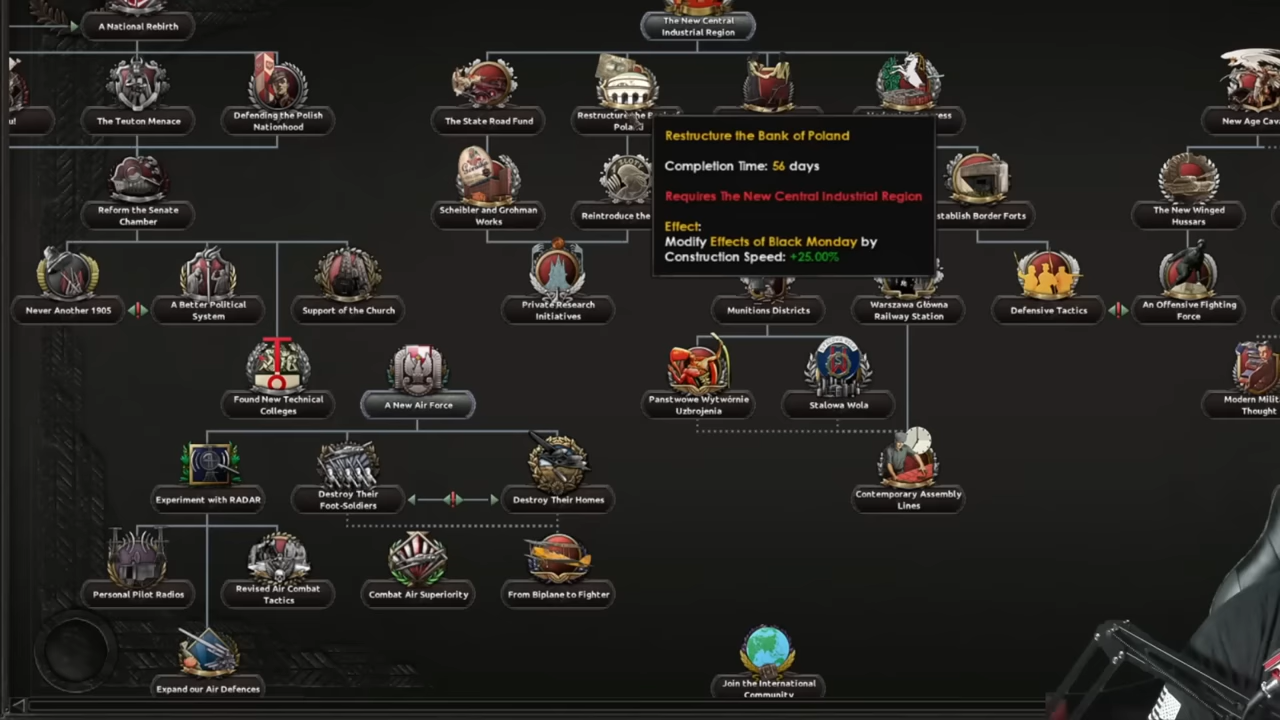 A National Rebirth
The New Central
Industrial Region
The Teuton Menace
Defending the Polish
Nationhood
The State Road Fund
Restructure the
Poland
New Age
Restructure the Bank of Poland
Completion Time: 56 days
Requires The New Central Industrial Region
Effect:
Modify Effects of Black Monday by
Construction Speed: +25.00%
Reform the Senate
Chamber
Scheibler and Grohman
Works
Reintroduce the
Establish Border Forts
The New Winged
Hussars
Never Another 1905
A Better Political
System
Support of the Church
Private Research
Initiatives
Munitions Districts
Warszawa Główna
Railway Station
Defensive Tactics
An Offensive Fighting
Force
Found New Technical
Colleges
A New Air Force
Panstwowe Wytwórnie
Uzbrojenia
Stalowa Wola
Modern Milit
Thought
Experiment with RADAR
Destroy Their
Foot-Soldiers
Destroy Their Homes
Contemporary Assembly
Lines
Personal Pilot Radios
Revised Air Combat
Tactics
Combat Air Superiority
From Biplane to Fighter
Expand our Air Defences
Join the International
Community